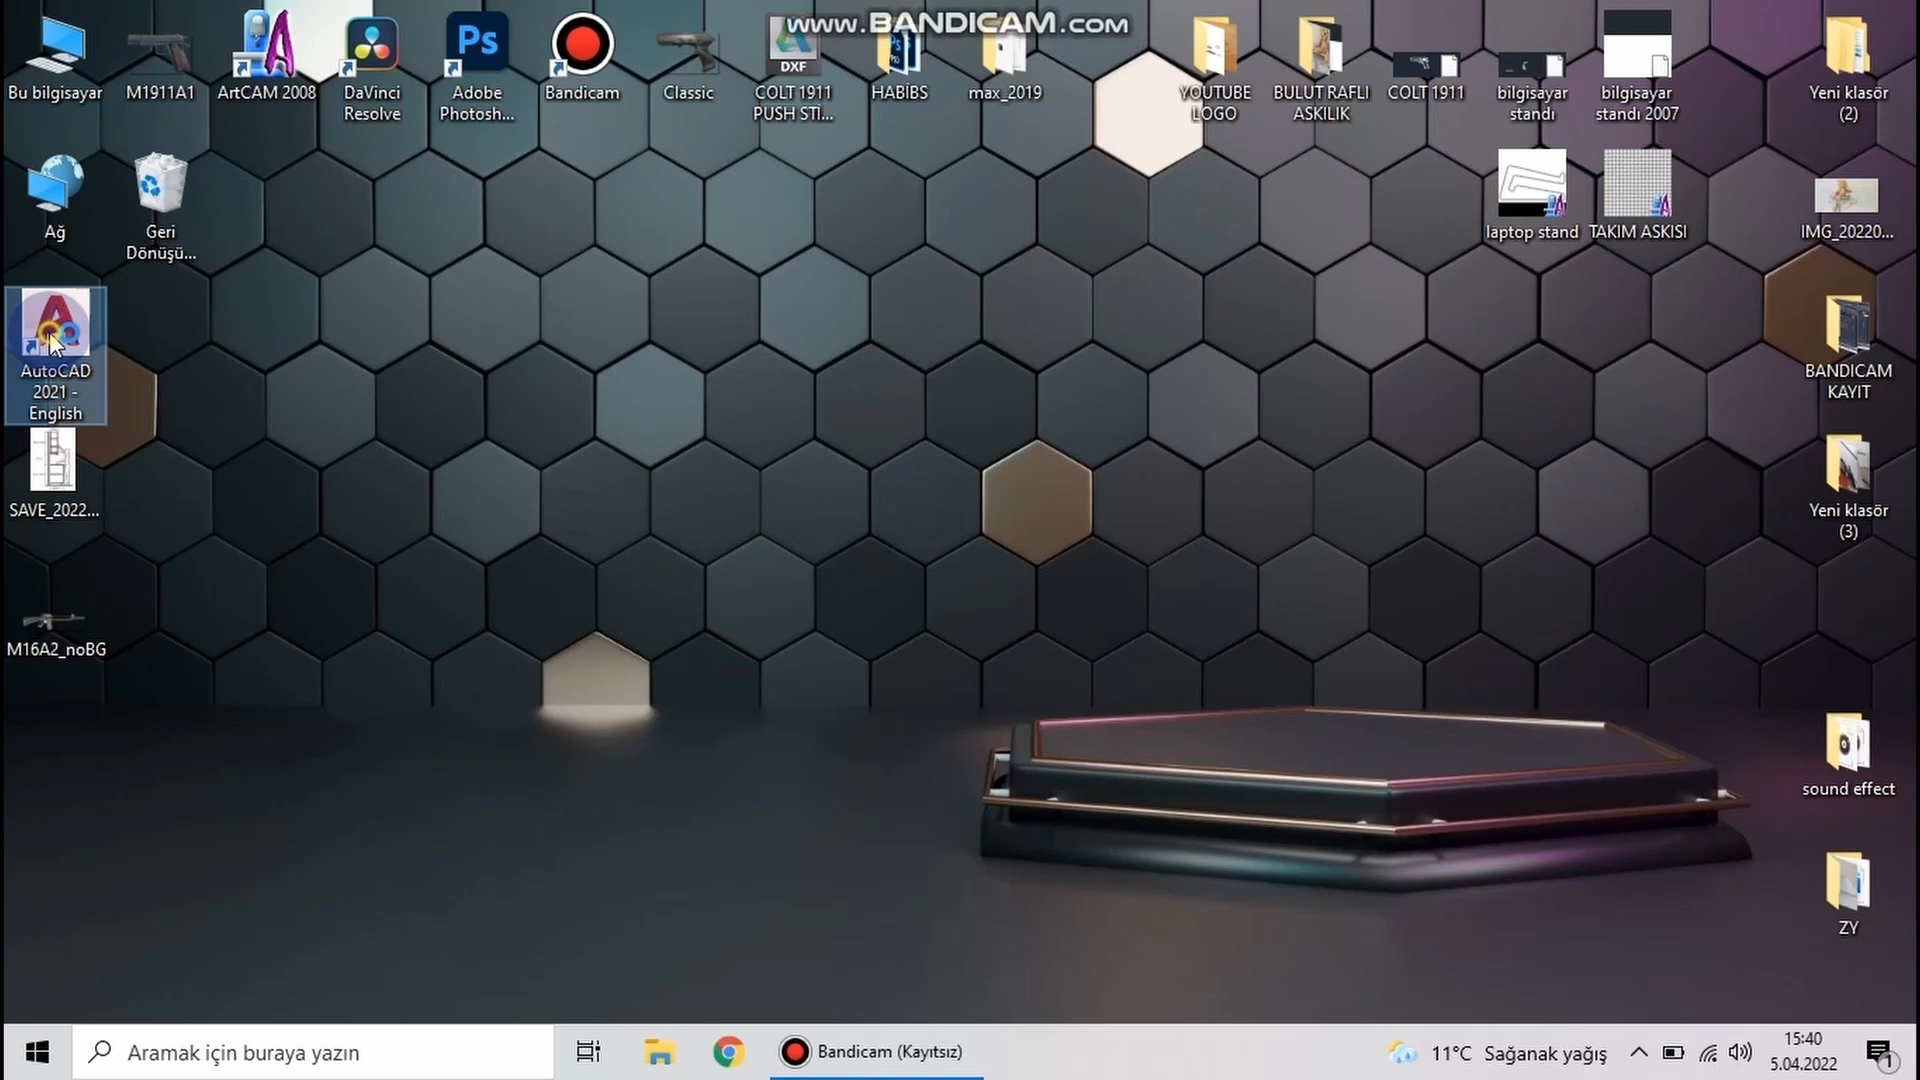 www.BANDICAM.com
Bu bilgisayar
M1911A1
ArtCAM 2008
DaVinci
Resolve
Ps
Adobe
Photosh...
Bandicam
Classic
DXF
COLT 1911
PUSH STI...
HABİBS
max_2019
YOUTUBE
LOGO
BULUT RAFLI
ASKILIK
COLT 1911
bilgisayar
standı
bilgisayar
standı 2007
Yeni klasör
(2)
Ağ
Geri
Dönüşü...
laptop stand
TAKIM ASKISI
IMG_20220...
AutoCAD
2021 -
English
BANDICAM
KAYIT
SAVE_2022...
Yeni klasör
(3)
M16A2_noBG
sound effect
ZY
Aramak için buraya yazın
Bandicam (Kayıtsız)
11°C Sağanak yağış
15:40
5.04.2022
1